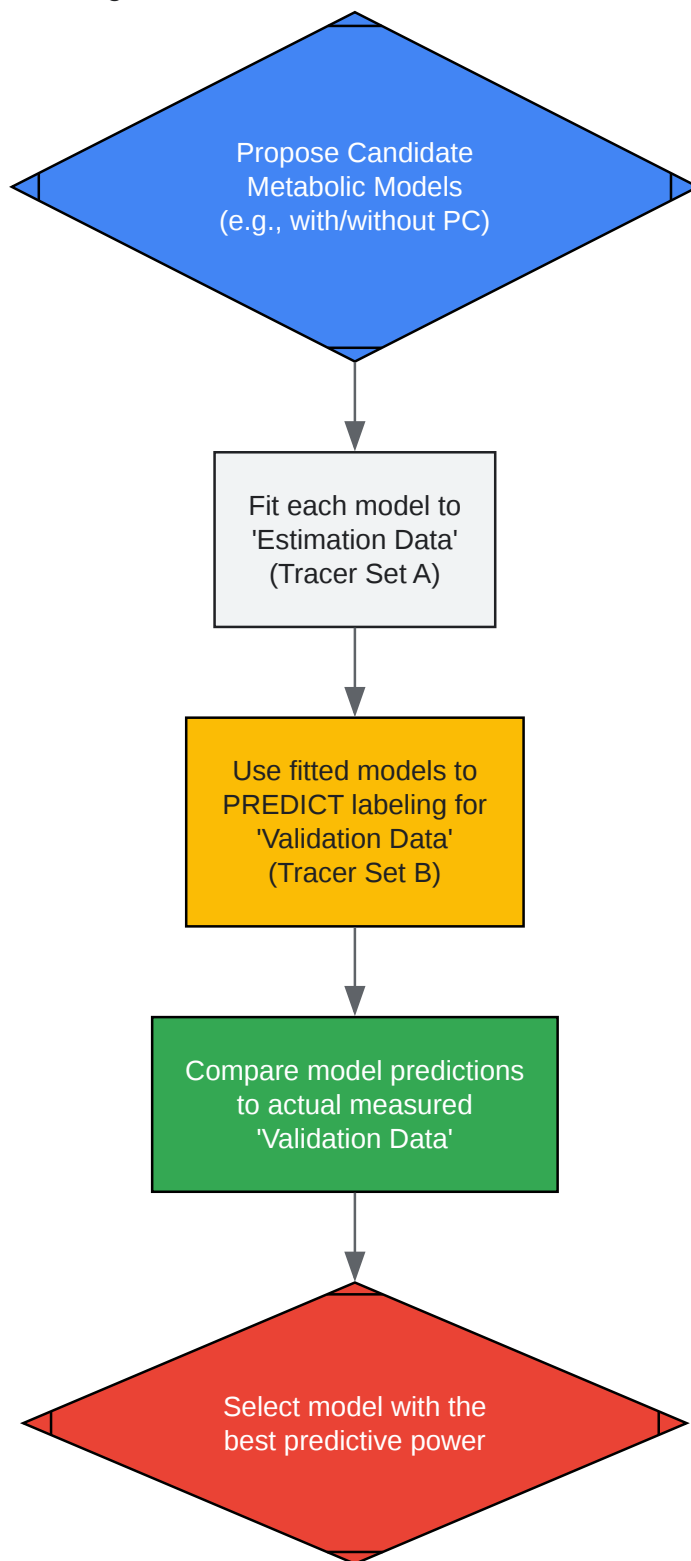 Propose Candidate
Metabolic Models
(e.g., with/without PC)
Fit each model to
'Estimation Data'
(Tracer Set A)
Use fitted models to
PREDICT labeling for
'Validation Data'
(Tracer Set B)
Compare model predictions
to actual measured
'Validation Data'
Select model with the
best predictive power